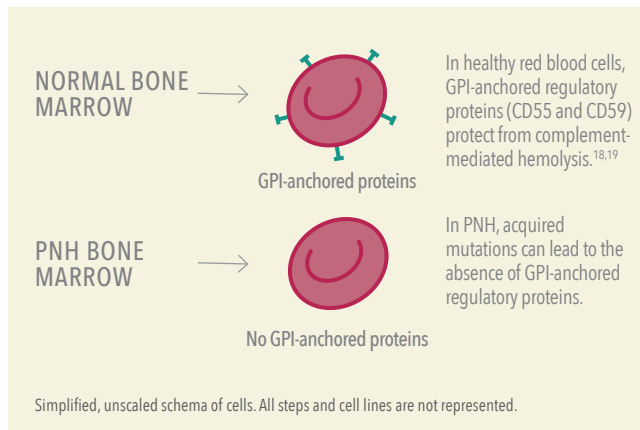 NORMAL BONE
MARROW
GPI-anchored proteins
In healthy red blood cells,
GPI-anchored regulatory
proteins (CD55 and CD59)
protect from complement-
mediated hemolysis.18,19
PNH BONE
MARROW
No GPI-anchored proteins
In PNH, acquired
mutations can lead to the
absence of GPI-anchored
regulatory proteins.
Simplified, unscaled schema of cells. All steps and cell lines are not represented.